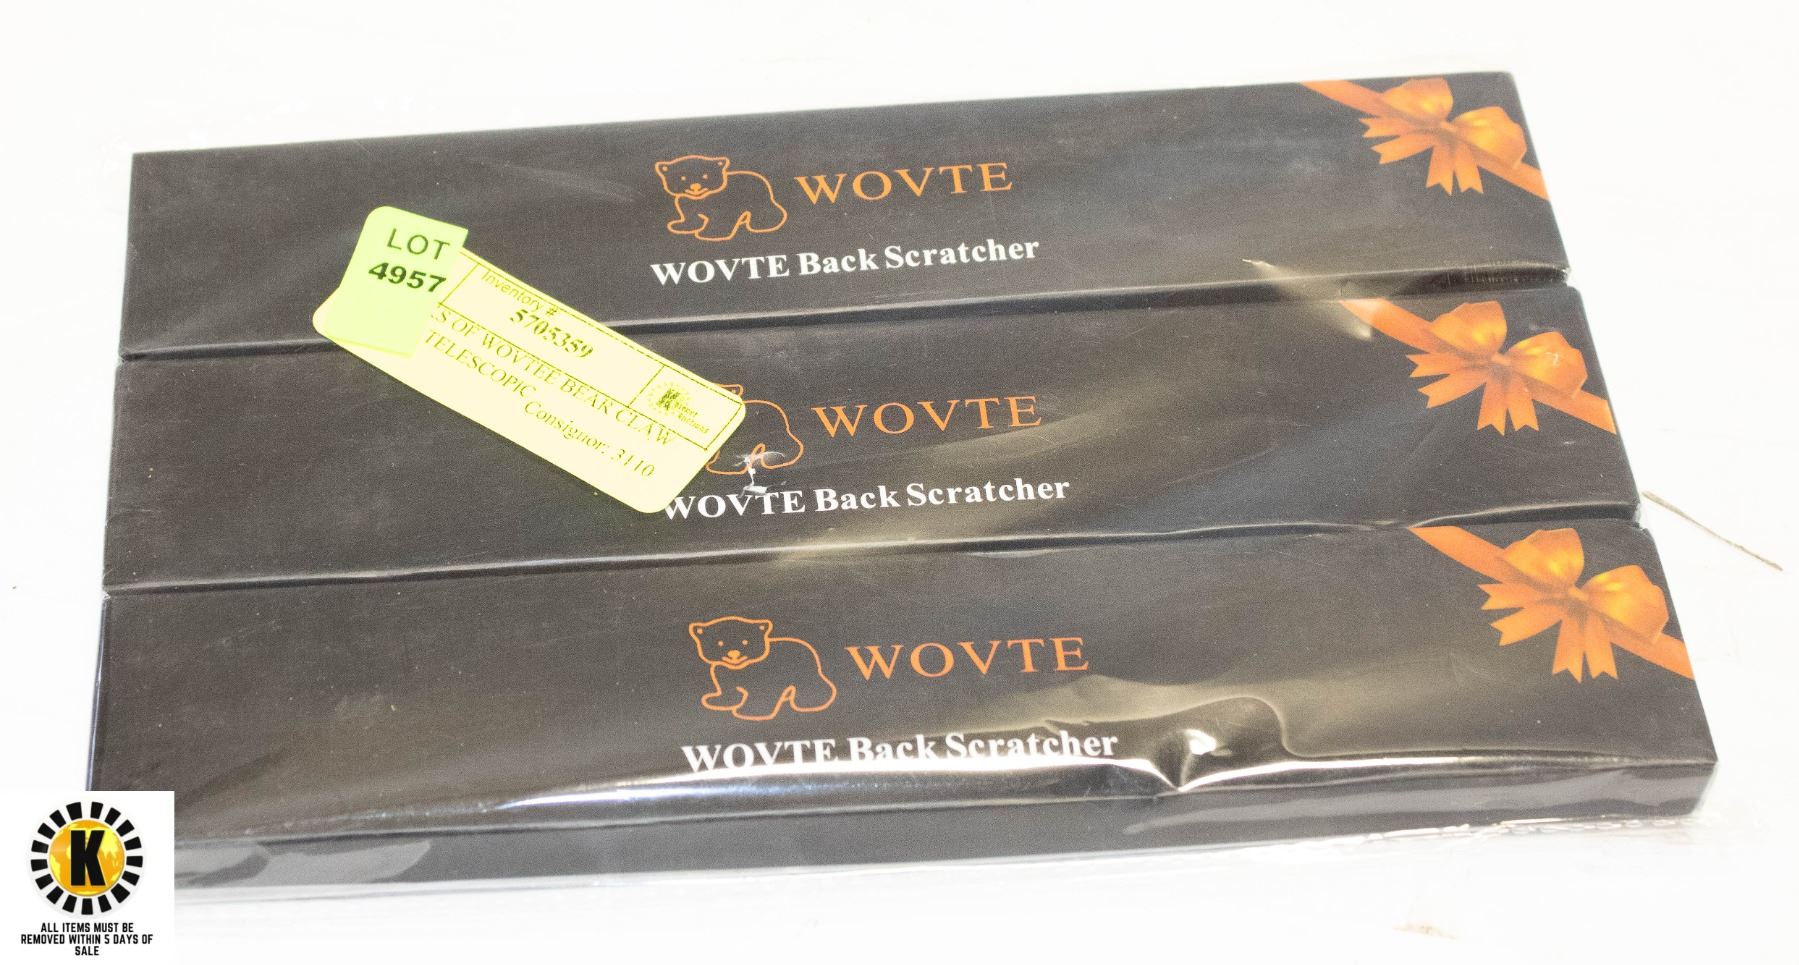 WOVTE
WOVTE Back Scratcher
LOT
4957
Inventory #
5705359
OF WOVTEE BEAR CLAW
TELESCOPIC
Consignor: 3110
WOVTE
WOVTE Back Scratcher
WOVTE
WOVTE Back Scratcher
K
ALL ITEMS MUST BE
REMOVED WITHIN 5 DAYS OF
SALE